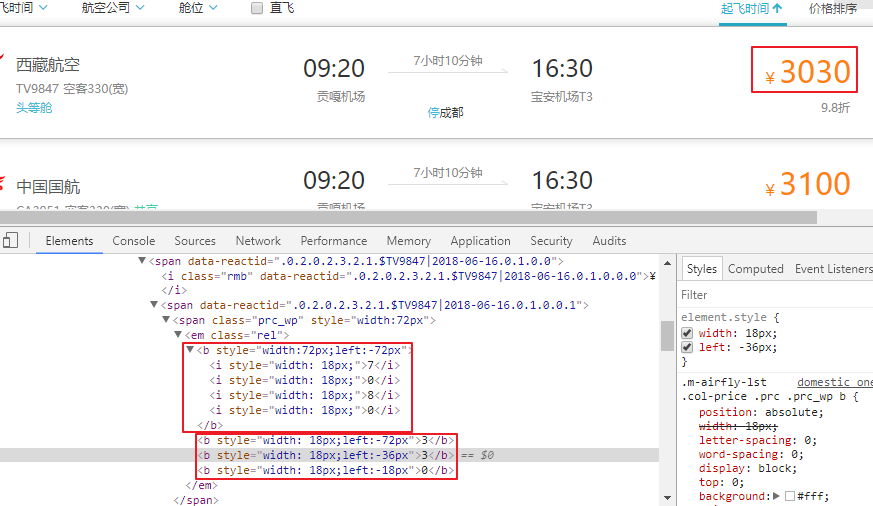 飞时间 航空公司 舱位 直飞 起飞时间 价格排序
西藏航空 09:20 7小时10分钟 16:30 ¥3030
TV9847 空客330(宽) 贡嘎机场 宝安机场T3
头等舱 停成都 9.8折
中国国航 09:20 7小时10分钟 16:30 ¥3100
CA3951 空客330(宽) 共享 贡嘎机场 宝安机场T3
Elements Console Sources Network Performance Memory Application Security Audits
▼<span data-reactid=".0.2.0.2.3.2.1.$TV9847|2018-06-16.0.1.0.0">
<i class="rmb" data-reactid=".0.2.0.2.3.2.1.$TV9847|2018-06-16.0.1.0.0.0">¥
</i>
▼<span data-reactid=".0.2.0.2.3.2.1.$TV9847|2018-06-16.0.1.0.0.1">
▼<span class="prc_wp" style="width:72px">
▼<em class="rel">
▼<b style="width:72px;left:-72px">
<i style="width: 18px;">7</i>
<i style="width: 18px;">0</i>
<i style="width: 18px;">8</i>
<i style="width: 18px;">0</i>
</b>
<b style="width: 18px;left:-72px">3</b>
<b style="width: 18px;left:-36px">3</b> == $0
<b style="width: 18px;left:-18px">0</b>
</em>
</span>
Styles Computed Event Listeners
Filter
element.style {
width: 18px;
left: -36px;
}
.m-airfly-lst domestic one
.col-price .prc .prc_wp b {
position: absolute;
width: 18px;
letter-spacing: 0;
word-spacing: 0;
display: block;
top: 0;
background:▶#fff;